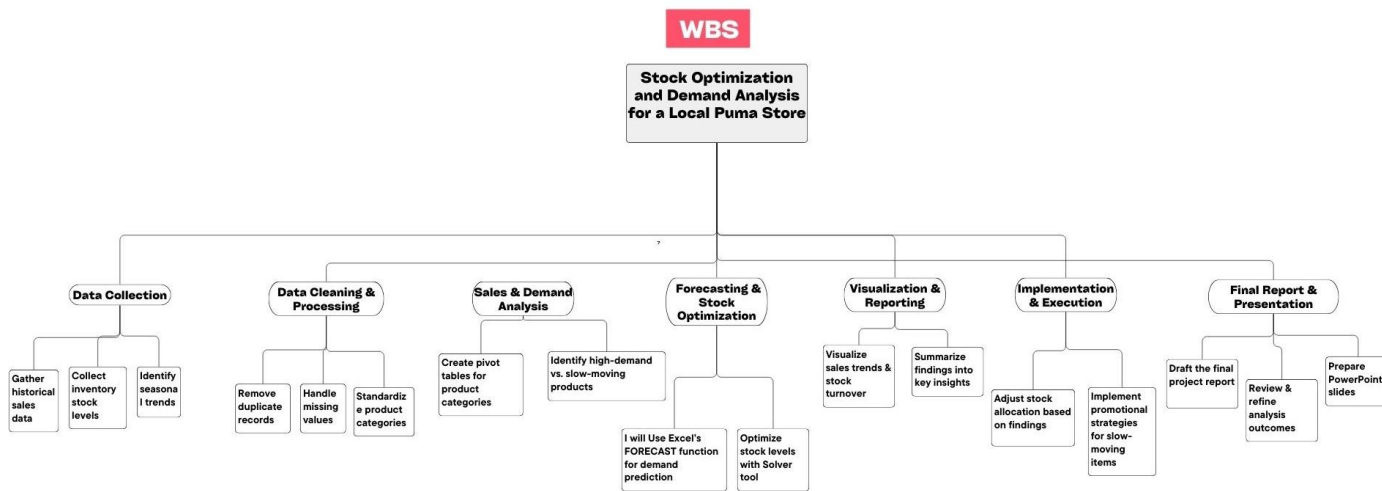 WBS
Stock Optimization
and Demand Analysis
for a Local Puma Store
?
Data Collection
Gather
historical
sales
data
Collect
inventory
stock
levels
Identify
seasona
l trends
Data Cleaning &
Processing
Remove
duplicate
records
Handle
missing
values
Standardiz
e product
categories
Sales & Demand
Analysis
Create pivot
tables for
product
categories
Identify high-demand
vs. slow-moving
products
Forecasting &
Stock
Optimization
I will Use Excel's
FORECAST function
for demand
prediction
Optimize
stock levels
with Solver
tool
Visualization &
Reporting
Visualize
sales trends &
stock
turnover
Summarize
findings into
key insights
Implementation
& Execution
Adjust stock
allocation based
on findings
Implement
promotional
strategies
for slow-
moving
items
Final Report &
Presentation
Draft the final
project report
Review &
refine
analysis
outcomes
Prepare
PowerPoint
slides